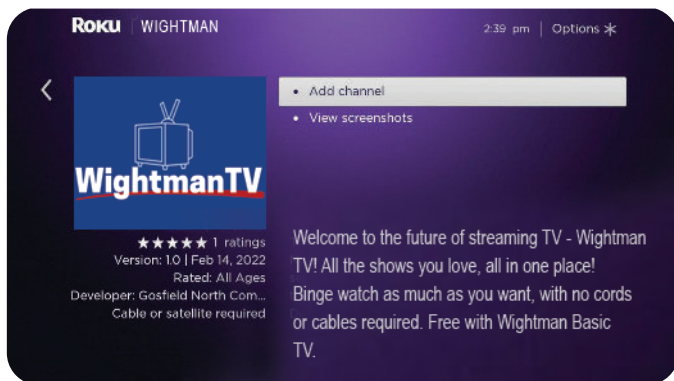 Roku WIGHTMAN 2:39 pm | Options *
Add channel
View screenshots
WightmanTV
★★★★★ 1 ratings
Version: 1.0 | Feb 14, 2022
Rated: All Ages
Developer: Gosfield North Com...
Cable or satellite required
Welcome to the future of streaming TV - Wightman
TV! All the shows you love, all in one place!
Binge watch as much as you want, with no cords
or cables required. Free with Wightman Basic
TV.